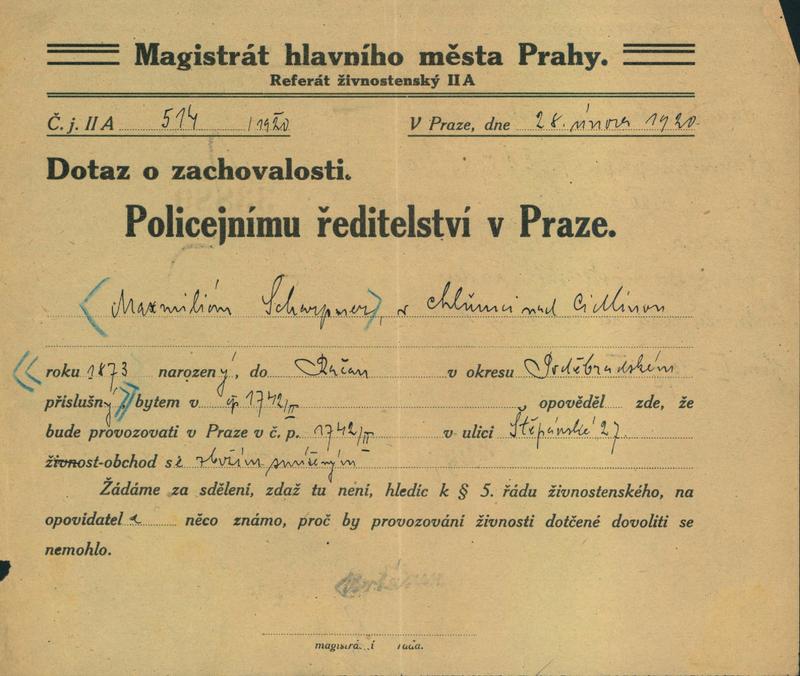 Magistrát hlavního města Prahy.
Referát živnostenský II A
Č. j. II A 514 / 1920
V Praze, dne 28. února 1920
Dotaz o zachovalosti.
Policejnímu ředitelství v Praze.
Maxmilián v Chlumci nad Cidlinou
roku 1873 narozený, do Račan v okresu Poděbradském
příslušný, bytem v čp 1742/II opověděl zde, že
bude provozovati v Praze v č. p. 1742/II v ulici Štěpánské 27
živnost-obchod se zbožím smíšeným
Žádáme za sdělení, zdaž tu není, hledíc k § 5. řádu živnostenského, na
opovidatele něco známo, proč by provozování živnosti dotčené dovoliti se
nemohlo.
rada.